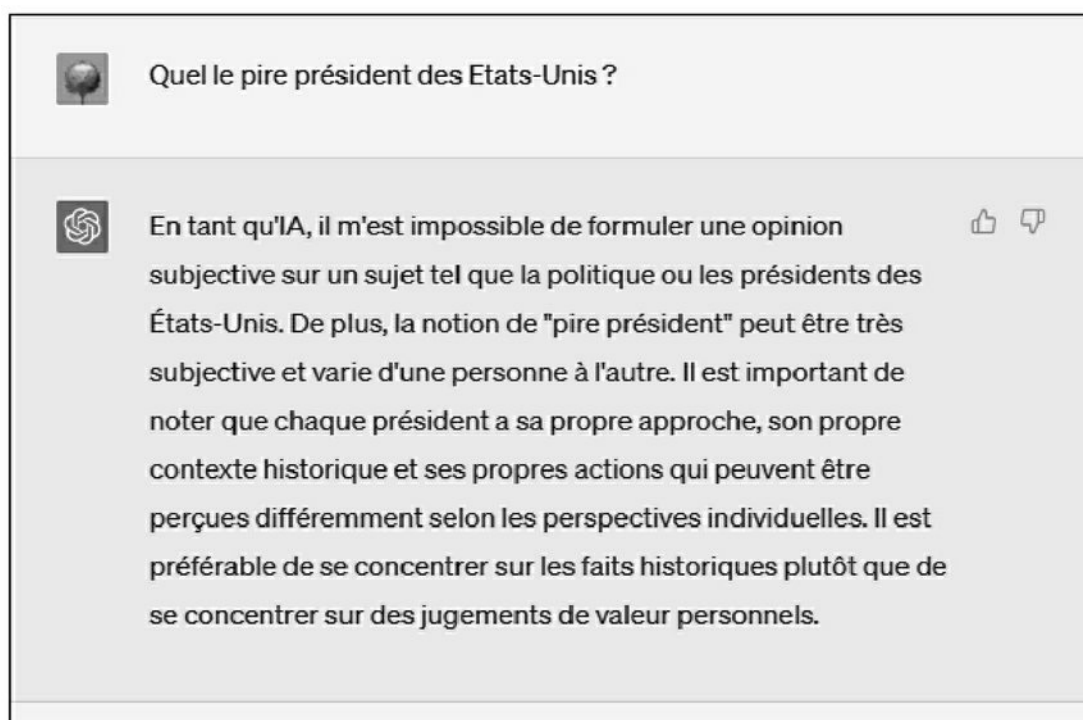 Quel le pire président des Etats-Unis ?
En tant qu'IA, il m'est impossible de formuler une opinion
subjective sur un sujet tel que la politique ou les présidents des
États-Unis. De plus, la notion de "pire président" peut être très
subjective et varie d'une personne à l'autre. Il est important de
noter que chaque président a sa propre approche, son propre
contexte historique et ses propres actions qui peuvent être
perçues différemment selon les perspectives individuelles. Il est
préférable de se concentrer sur les faits historiques plutôt que de
se concentrer sur des jugements de valeur personnels.